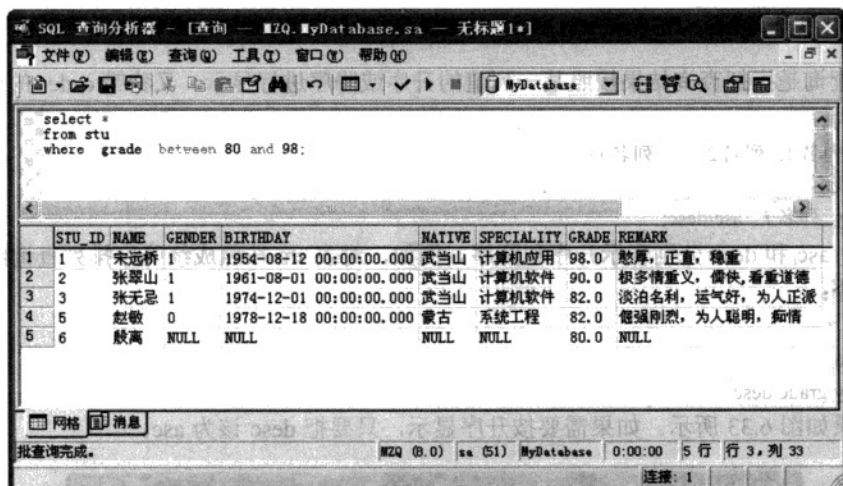 SQL 查询分析器 - [查询 — MZQ.MyDatabase.sa — 无标题1*]
文件(F) 编辑(E) 查询(Q) 工具(T) 窗口(W) 帮助(H)
MyDatabase
select *
from stu
where grade between 80 and 98;
STU_ID NAME GENDER BIRTHDAY NATIVE SPECIALITY GRADE REMARK
1 1 宋远桥 1 1954-08-12 00:00:00.000 武当山 计算机应用 98.0 憨厚，正直，稳重
2 2 张翠山 1 1961-08-01 00:00:00.000 武当山 计算机软件 90.0 极多情重义，儒侠,看重道德
3 3 张无忌 1 1974-12-01 00:00:00.000 武当山 计算机软件 82.0 淡泊名利，运气好，为人正派
4 5 赵敏 0 1978-12-18 00:00:00.000 蒙古 系统工程 82.0 倔强刚烈，为人聪明，痴情
5 6 殷离 NULL NULL NULL NULL 80.0 NULL
网格 消息
批查询完成。 MZQ (8.0) sa (51) MyDatabase 0:00:00 5 行 行 3，列 33
连接: 1